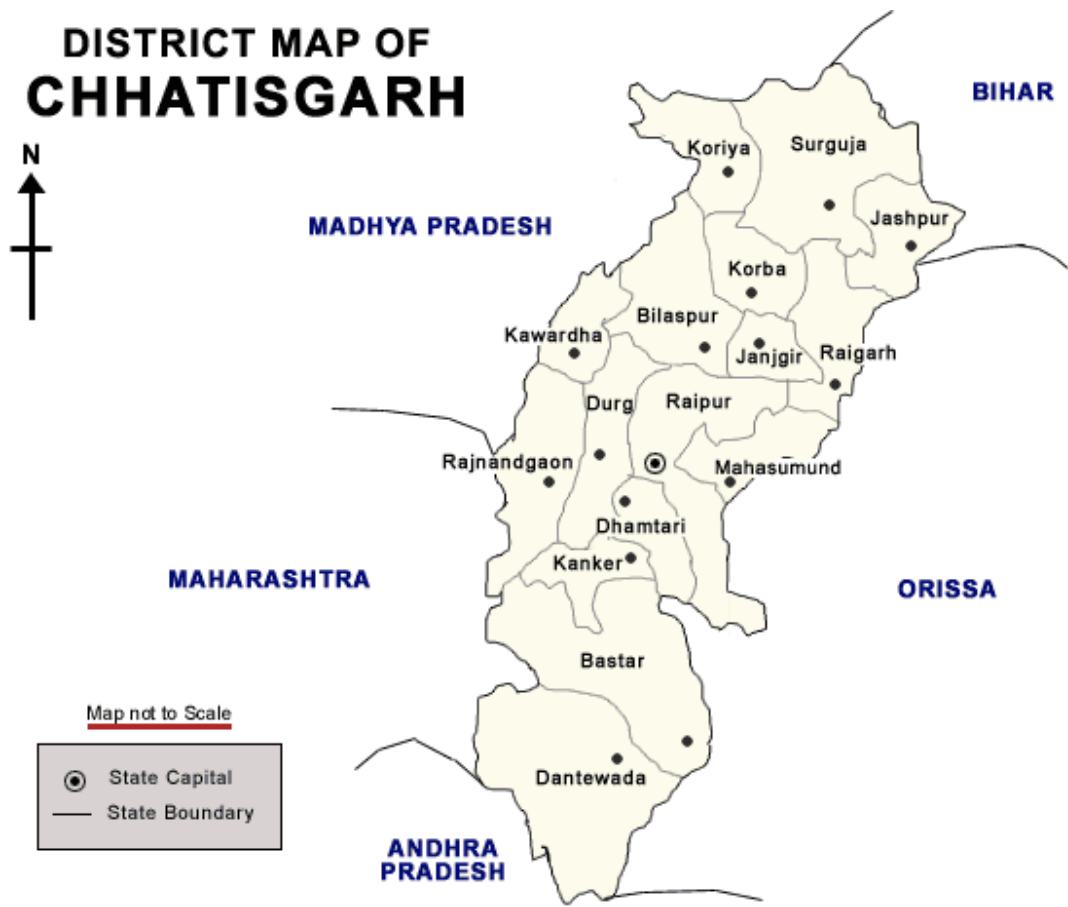 DISTRICT MAP OF
CHHATISGARH
BIHAR
N
Koriya
Surguja
MADHYA PRADESH
Jashpur
Korba
Bilaspur
Kawardha
Janjgir
Raigarh
Durg
Raipur
Rajnandgaon
Mahasumund
Dhamtari
Kanker
MAHARASHTRA
ORISSA
Bastar
Map not to Scale
State Capital
Dantewada
State Boundary
ANDHRA
PRADESH